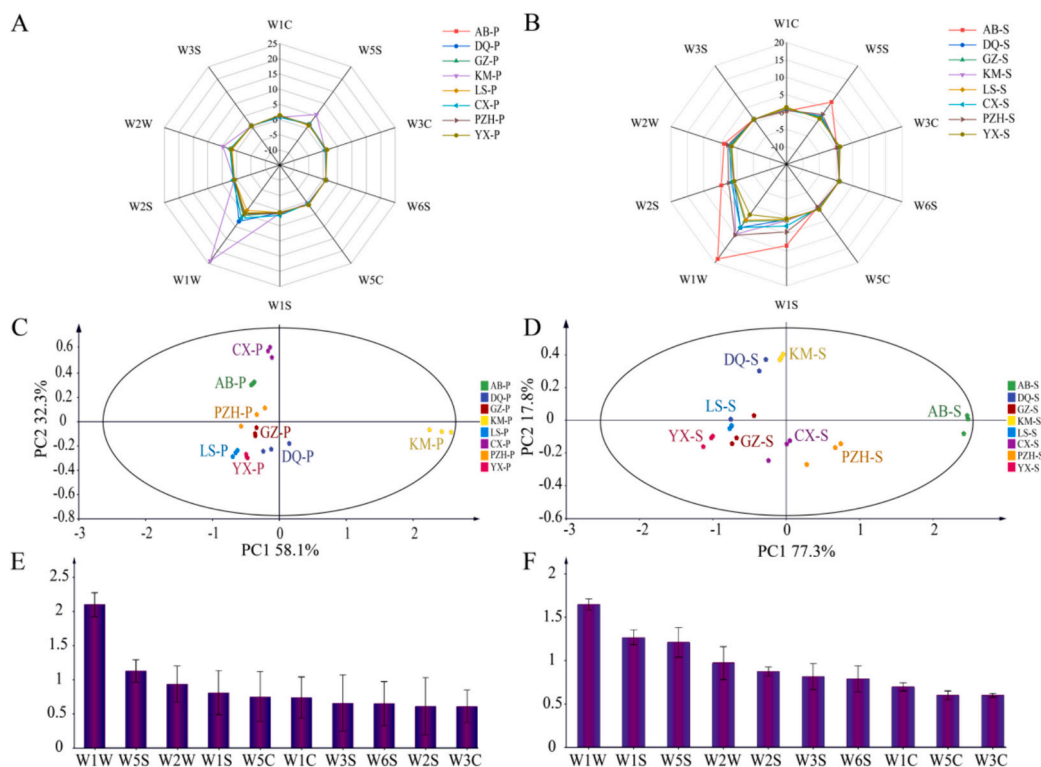 A
W1C
W3S
W5S
W2W
W3C
W2S
W6S
W1W
W5C
W1S
25
20
15
10
5
0
-5
-10
AB-P
DQ-P
GZ-P
KM-P
LS-P
CX-P
PZH-P
YX-P
B
W1C
W3S
W5S
W2W
W3C
W2S
W6S
W1W
W5C
W1S
20
15
10
5
0
-5
-10
AB-S
DQ-S
GZ-S
KM-S
LS-S
CX-S
PZH-S
YX-S
C
PC2 32.3%
0.6
0.4
0.2
0
-0.2
-0.4
-0.6
-0.8
CX-P
AB-P
PZH-P
GZ-P
LS-P
YX-P
DQ-P
KM-P
-3
-2
-1
0
1
2
PC1 58.1%
AB-P
DQ-P
GZ-P
KM-P
LS-P
CX-P
PZH-P
YX-P
D
PC2 17.8%
0.4
0.2
0
-0.2
-0.4
-0.6
DQ-S
KM-S
LS-S
AB-S
YX-S
GZ-S
CX-S
PZH-S
-3
-2
-1
0
1
2
PC1 77.3%
AB-S
DQ-S
GZ-S
KM-S
LS-S
CX-S
PZH-S
YX-S
E
2.5
2
1.5
1
0.5
0
W1W W5S W2W W1S W5C W1C W3S W6S W2S W3C
F
2
1.5
1
0.5
0
W1W W1S W5S W2W W2S W3S W6S W1C W5C W3C